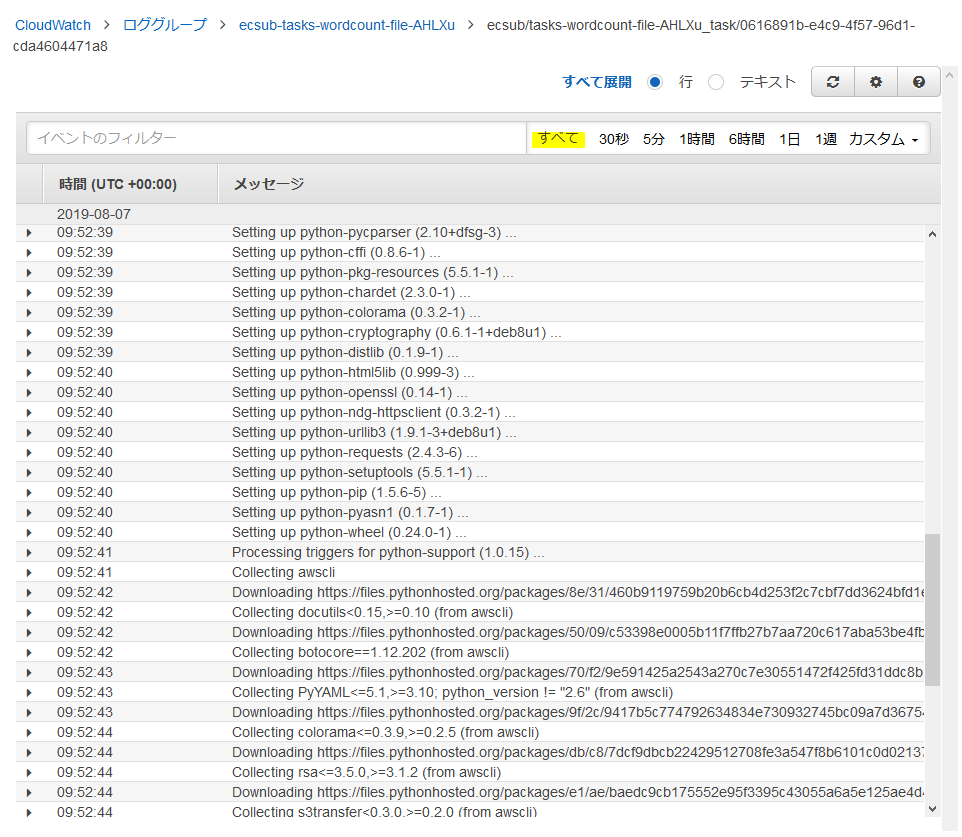 CloudWatch > ロググループ > ecsub-tasks-wordcount-file-AHLXu > ecsub/tasks-wordcount-file-AHLXu_task/0616891b-e4c9-4f57-96d1-
cda4604471a8
すべて展開 行 テキスト
イベントのフィルター すべて 30秒 5分 1時間 6時間 1日 1週 カスタム
時間 (UTC +00:00) メッセージ
2019-08-07
09:52:39 Setting up python-pycparser (2.10+dfsg-3) ...
09:52:39 Setting up python-cffi (0.8.6-1) ...
09:52:39 Setting up python-pkg-resources (5.5.1-1) ...
09:52:39 Setting up python-chardet (2.3.0-1) ...
09:52:39 Setting up python-colorama (0.3.2-1) ...
09:52:39 Setting up python-cryptography (0.6.1-1+deb8u1) ...
09:52:39 Setting up python-distlib (0.1.9-1) ...
09:52:40 Setting up python-html5lib (0.999-3) ...
09:52:40 Setting up python-openssl (0.14-1) ...
09:52:40 Setting up python-ndg-httpsclient (0.3.2-1) ...
09:52:40 Setting up python-urllib3 (1.9.1-3+deb8u1) ...
09:52:40 Setting up python-requests (2.4.3-6) ...
09:52:40 Setting up python-setuptools (5.5.1-1) ...
09:52:40 Setting up python-pip (1.5.6-5) ...
09:52:40 Setting up python-pyasn1 (0.1.7-1) ...
09:52:40 Setting up python-wheel (0.24.0-1) ...
09:52:41 Processing triggers for python-support (1.0.15) ...
09:52:41 Collecting awscli
09:52:42 Downloading https://files.pythonhosted.org/packages/8e/31/460b9119759b20b6cb4d253f2c7cbf7dd3624bfd1e
09:52:42 Collecting docutils<0.15,>=0.10 (from awscli)
09:52:42 Downloading https://files.pythonhosted.org/packages/50/09/c53398e0005b11f7ffb27b7aa720c617aba53be4fb
09:52:42 Collecting botocore==1.12.202 (from awscli)
09:52:43 Downloading https://files.pythonhosted.org/packages/70/f2/9e591425a2543a270c7e30551472f425fd31ddc8b
09:52:43 Collecting PyYAML<=5.1,>=3.10; python_version != "2.6" (from awscli)
09:52:43 Downloading https://files.pythonhosted.org/packages/9f/2c/9417b5c774792634834e730932745bc09a7d36754
09:52:44 Collecting colorama<=0.3.9,>=0.2.5 (from awscli)
09:52:44 Downloading https://files.pythonhosted.org/packages/db/c8/7dcf9dbcb22429512708fe3a547f8b6101c0d02137
09:52:44 Collecting rsa<=3.5.0,>=3.1.2 (from awscli)
09:52:44 Downloading https://files.pythonhosted.org/packages/e1/ae/baedc9cb175552e95f3395c43055a6a5e125ae4d4
09:52:44 Collecting s3transfer<0.3.0,>=0.2.0 (from awscli)